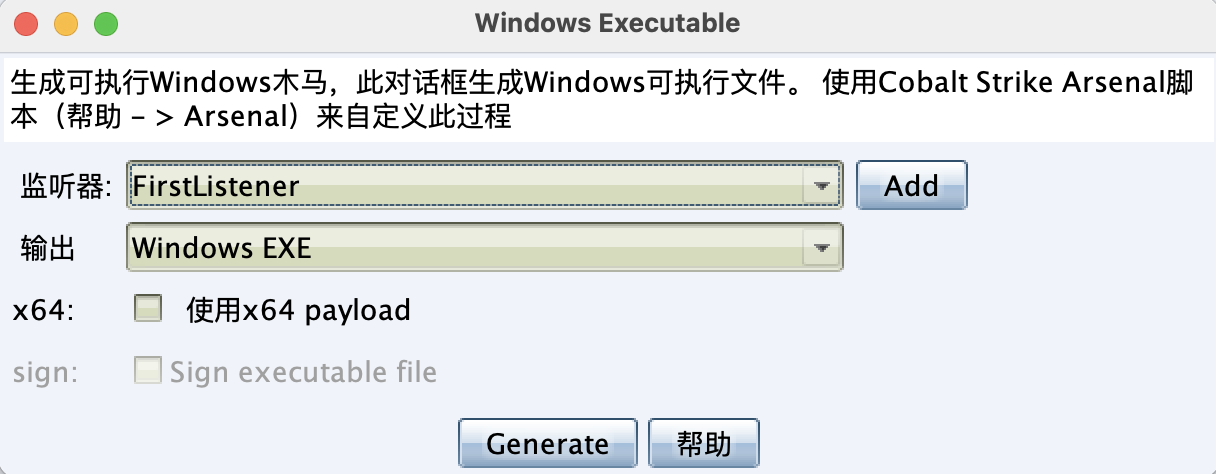 Windows Executable
生成可执行Windows木马，此对话框生成Windows可执行文件。 使用Cobalt Strike Arsenal脚
本（帮助 - > Arsenal）来自定义此过程
监听器: FirstListener Add
输出 Windows EXE
x64: 使用x64 payload
sign: Sign executable file
Generate 帮助